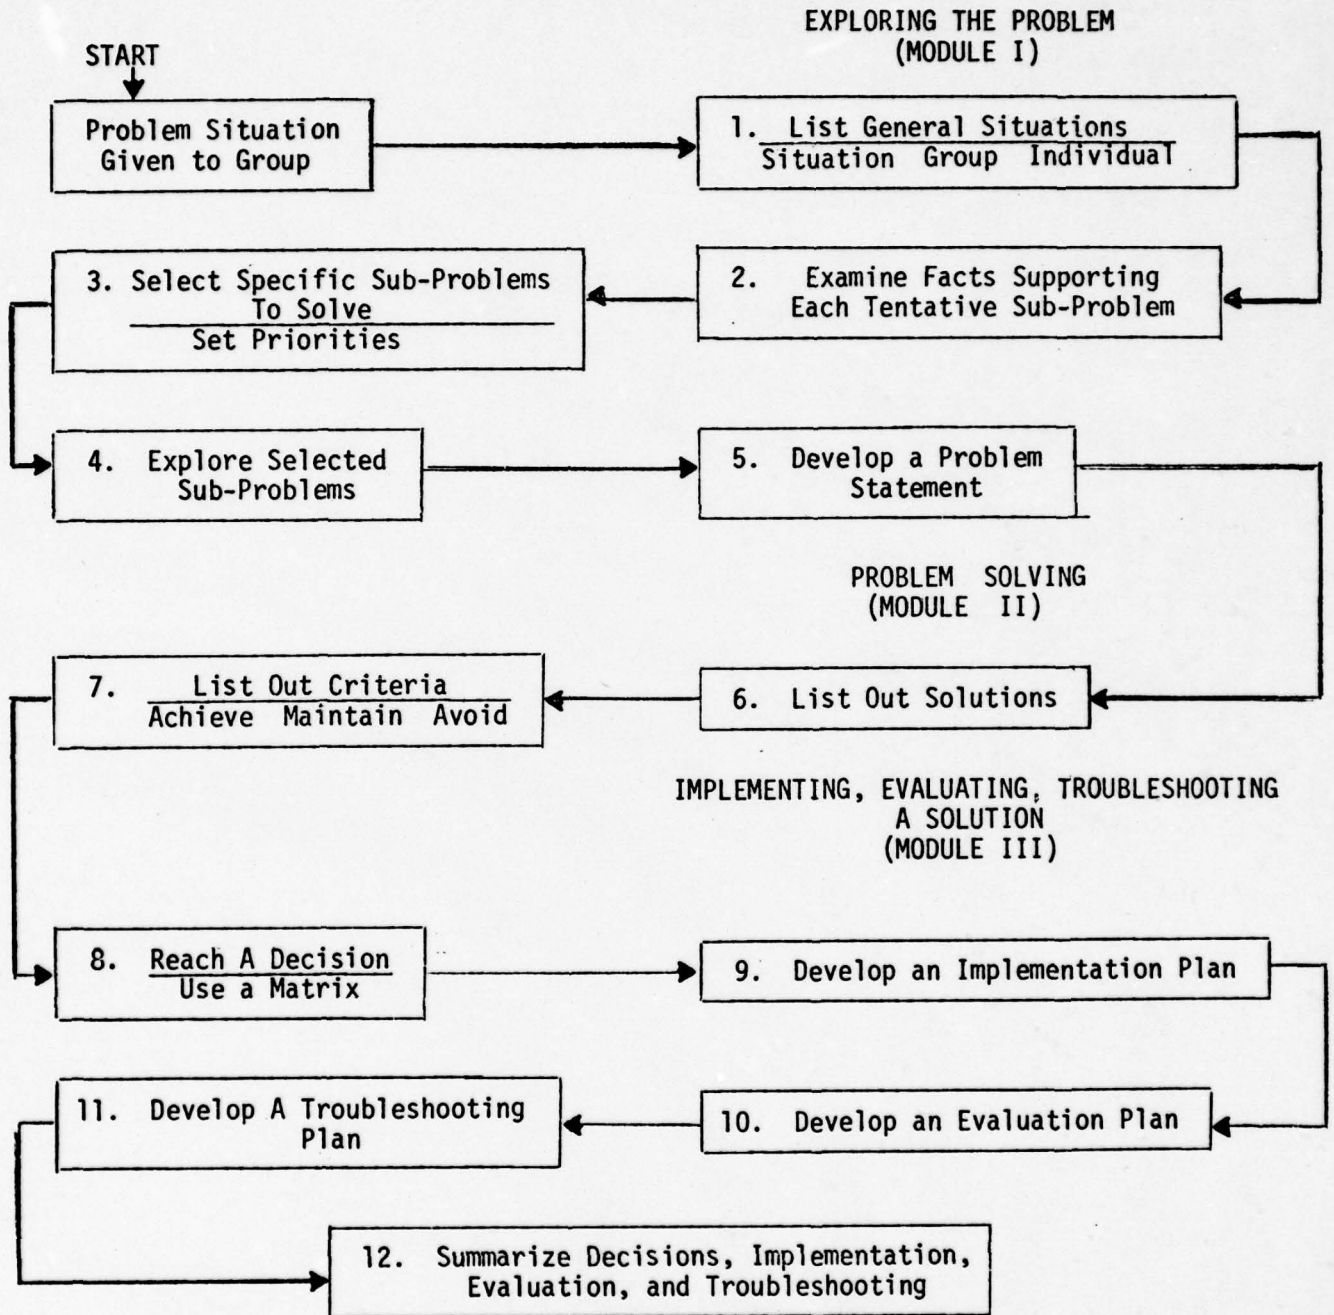 EXPLORING THE PROBLEM
(MODULE I)
START
Problem Situation
Given to Group
1. List General Situations
Situation Group Individual
2. Examine Facts Supporting
Each Tentative Sub-Problem
3. Select Specific Sub-Problems
To Solve
Set Priorities
4. Explore Selected
Sub-Problems
5. Develop a Problem
Statement
PROBLEM SOLVING
(MODULE II)
6. List Out Solutions
7. List Out Criteria
Achieve Maintain Avoid
IMPLEMENTING, EVALUATING, TROUBLESHOOTING
A SOLUTION
(MODULE III)
8. Reach A Decision
Use a Matrix
9. Develop an Implementation Plan
10. Develop an Evaluation Plan
11. Develop A Troubleshooting
Plan
12. Summarize Decisions, Implementation,
Evaluation, and Troubleshooting